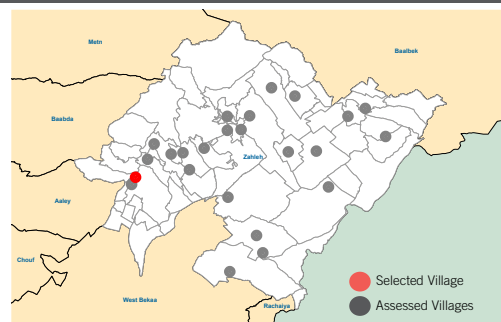 Metn
Baalbek
Baabda
Zahleh
Aaley
Chouf
West Bekaa
Rachaiya
Selected Village
Assessed Villages